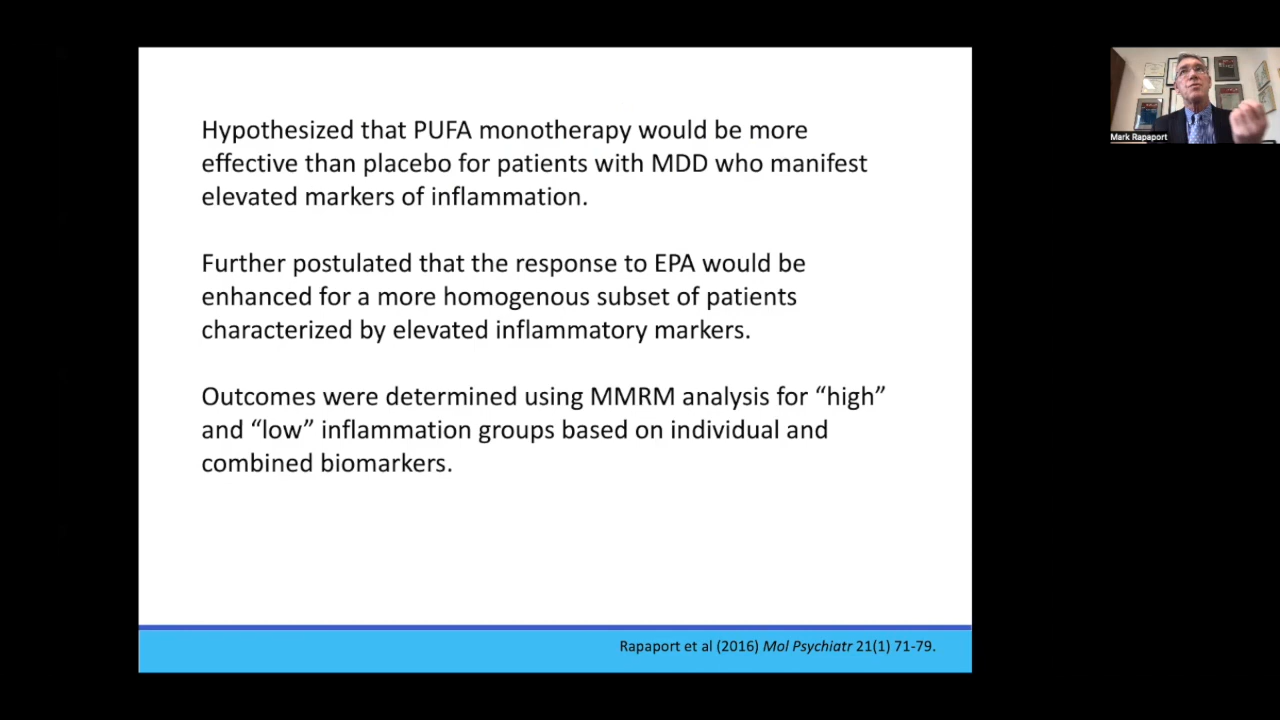 Hypothesized that PUFA monotherapy would be more
effective than placebo for patients with MDD who manifest
elevated markers of inflammation.
Further postulated that the response to EPA would be
enhanced for a more homogenous subset of patients
characterized by elevated inflammatory markers.
Outcomes were determined using MMRM analysis for “high”
and “low” inflammation groups based on individual and
combined biomarkers.
Rapaport et al (2016) Mol Psychiatr 21(1) 71-79.
Mark Rapaport